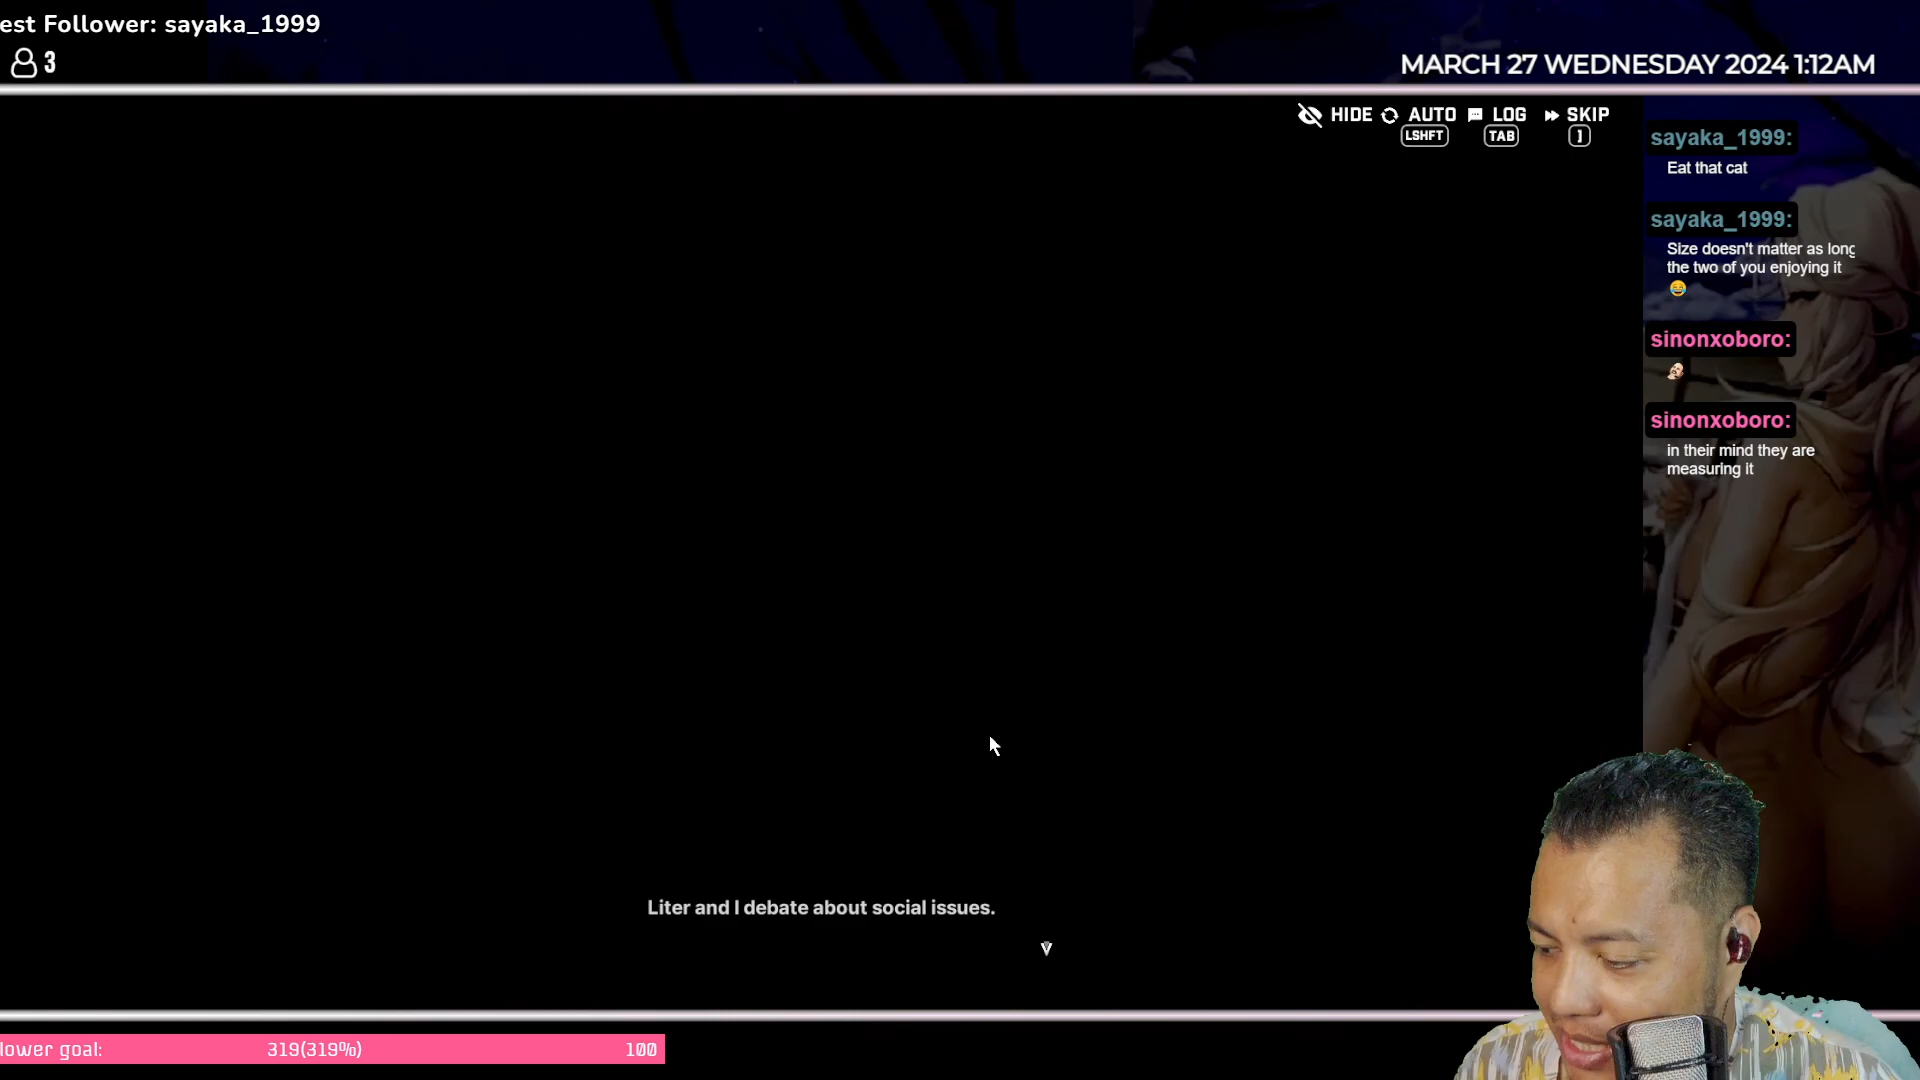 est Follower: sayaka_1999
3
MARCH 27 WEDNESDAY 2024 1:12AM
HIDE AUTO LOG SKIP
LSHFT TAB ]
sayaka_1999:
Eat that cat
sayaka_1999:
Size doesn't matter as long
the two of you enjoying it
😂
sinonxoboro:
sinonxoboro:
in their mind they are
measuring it
Liter and I debate about social issues.
lower goal: 319(319%) 100